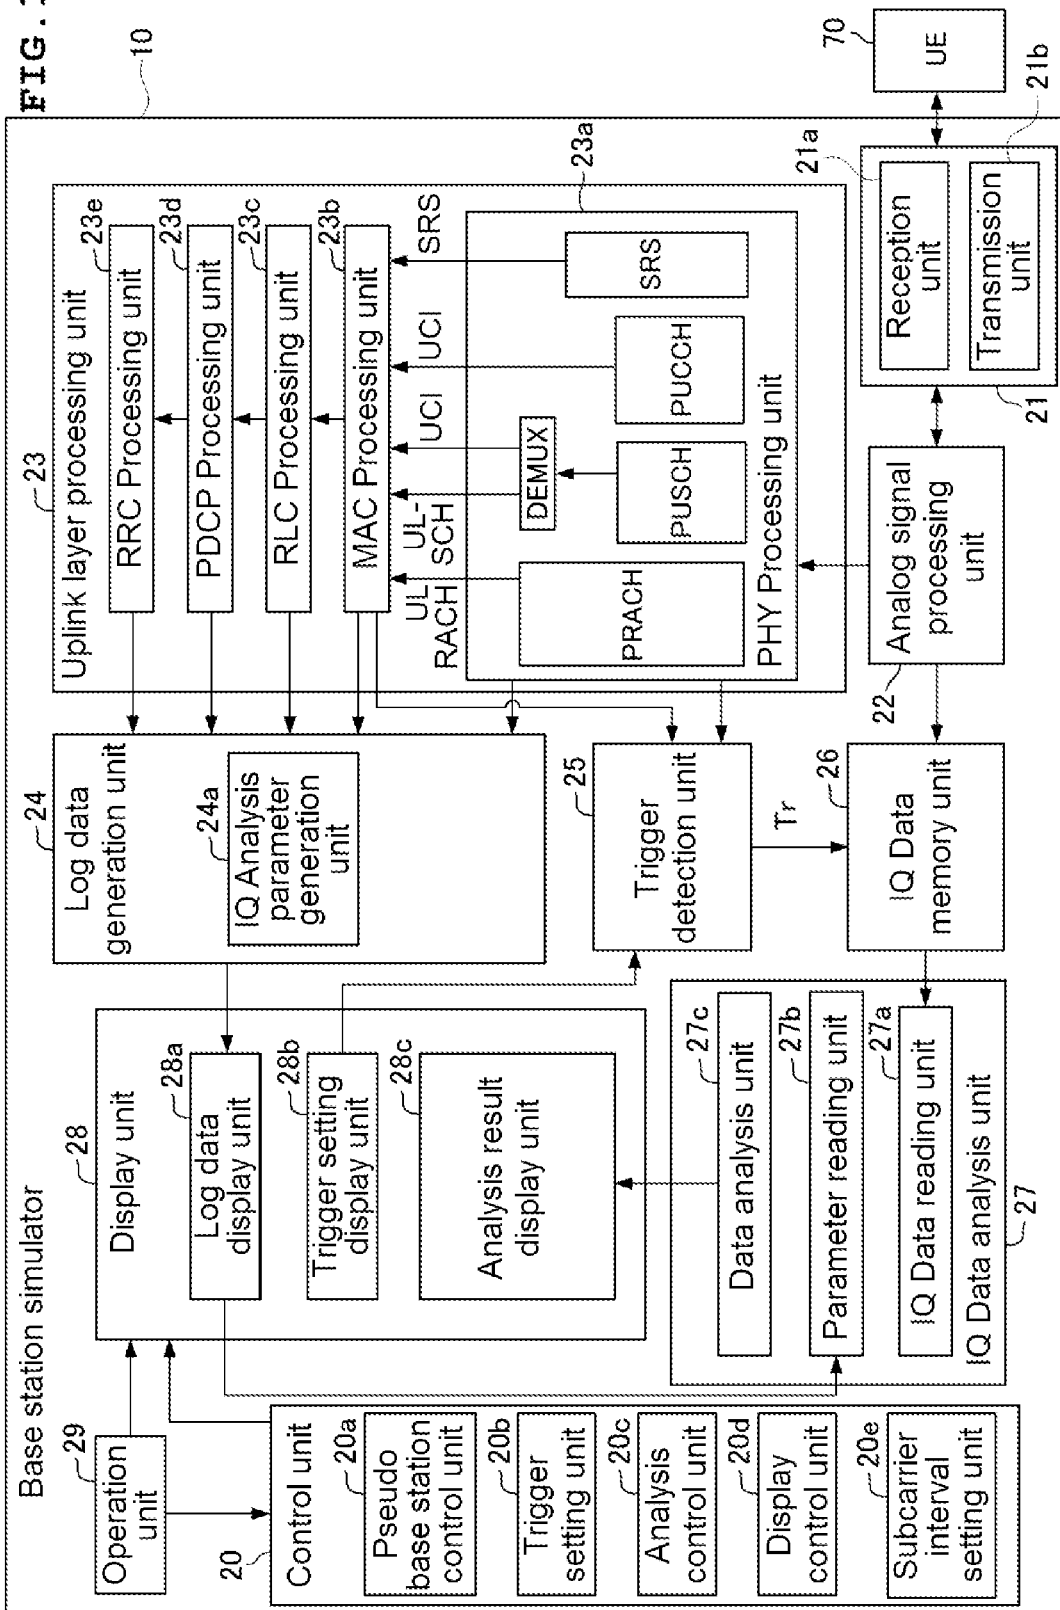 FIG.
Base station simulator
10
29
Operation
unit
20
Control unit
20a
Pseudo
base station
control unit
20b
Trigger
setting unit
20c
Analysis
control unit
20d
Display
control unit
20e
Subcarrier
interval
setting unit
28
Display unit
28a
Log data
display unit
28b
Trigger setting
display unit
28c
Analysis result
display unit
27c
Data analysis unit
27b
Parameter reading unit
27a
IQ Data reading unit
IQ Data analysis unit
27
24
Log data
generation unit
24a
IQ Analysis
parameter
generation
unit
25
Trigger
detection unit
Tr
26
IQ Data
memory unit
23
Uplink layer processing unit
23e
RRC Processing unit
23d
PDCP Processing unit
23c
RLC Processing unit
23b
MAC Processing unit
UL
RACH
UL-
SCH
UCI
UCI
SRS
23a
PRACH
DEMUX
PUSCH
PUCCH
SRS
PHY Processing unit
22
Analog signal
processing
unit
21
21a
Reception
unit
Transmission
unit
21b
70
UE